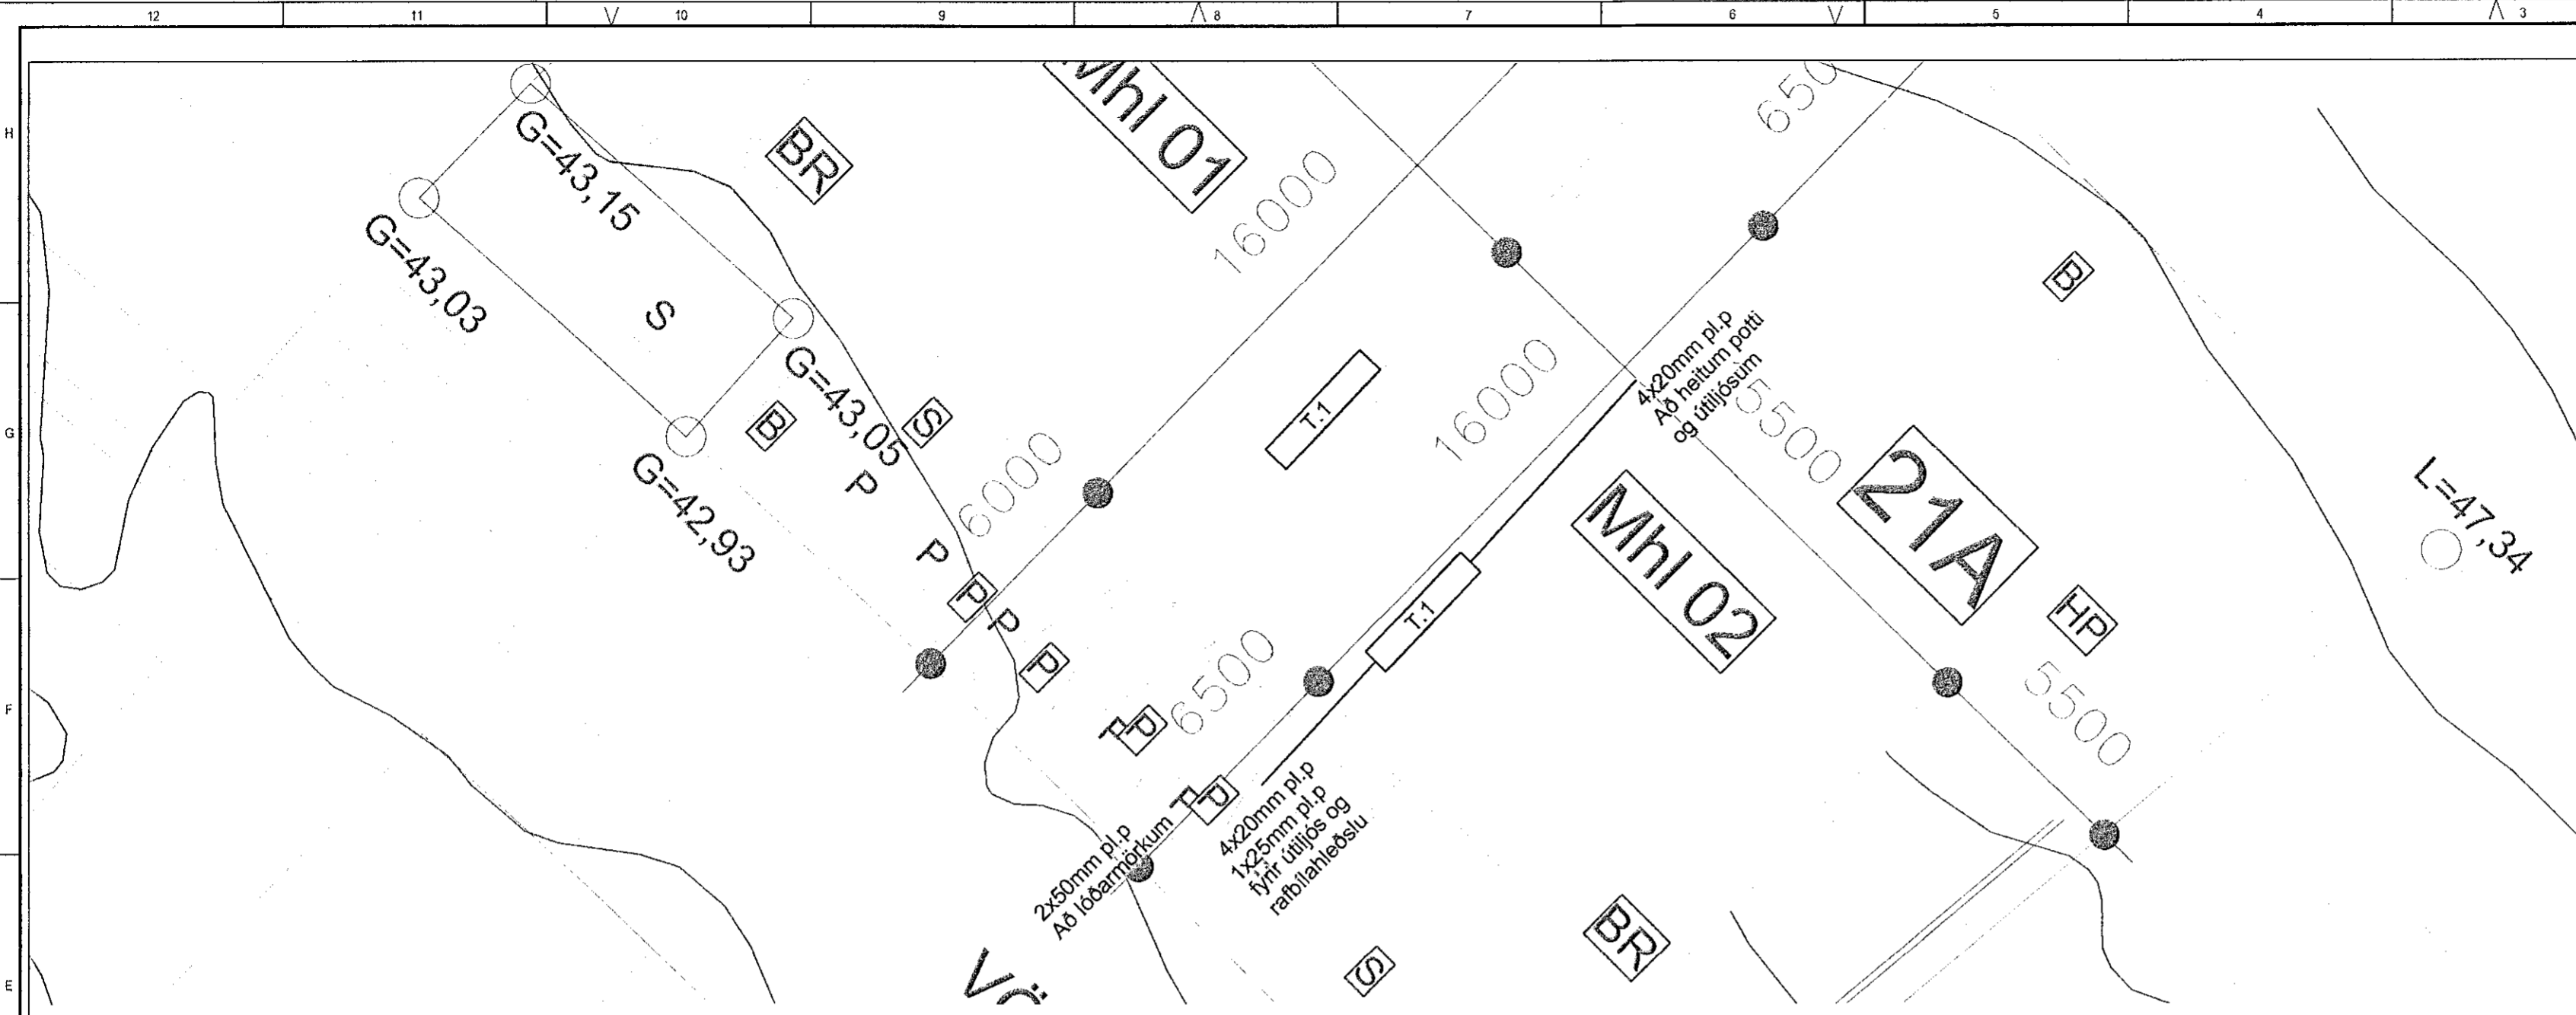 12
11
10
9
8
7
6
5
4
3
H
G
F
E
Mhl 01
650
BR
G=43,15
G=43,03
S
G=43,05
G=42,93
B
S
P
P
P
P
P
P
P
P
P
16000
16000
6000
6500
T.1
T.1
B
4x20mm pl.p
Að heitum potti
og útiljósum
5500
21A
Mhl 02
HP
5500
L=47,34
2x50mm pl.p
Að lóðarmörkum
4x20mm pl.p
1x25mm pl.p
fyrir útiljós og
rafbílahleðslu
S
BR